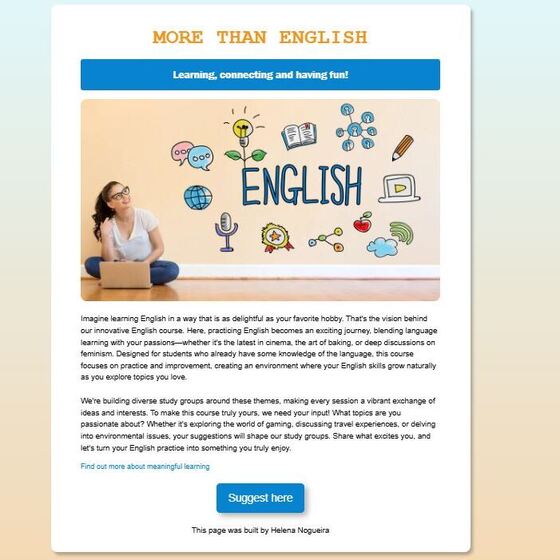 MORE THAN ENGLISH
Learning, connecting and having fun!
ENGLISH
Imagine learning English in a way that is as delightful as your favorite hobby. That's the vision behind
our innovative English course. Here, practicing English becomes an exciting journey, blending language
learning with your passions—whether it's the latest in cinema, the art of baking, or deep discussions on
feminism. Designed for students who already have some knowledge of the language, this course
focuses on practice and improvement, creating an environment where your English skills grow naturally
as you explore topics you love.
We're building diverse study groups around these themes, making every session a vibrant exchange of
ideas and interests. To make this course truly yours, we need your input! What topics are you
passionate about? Whether it's exploring the world of gaming, discussing travel experiences, or delving
into environmental issues, your suggestions will shape our study groups. Share what excites you, and
let's turn your English practice into something you truly enjoy.
Find out more about meaningful learning
Suggest here
This page was built by Helena Nogueira